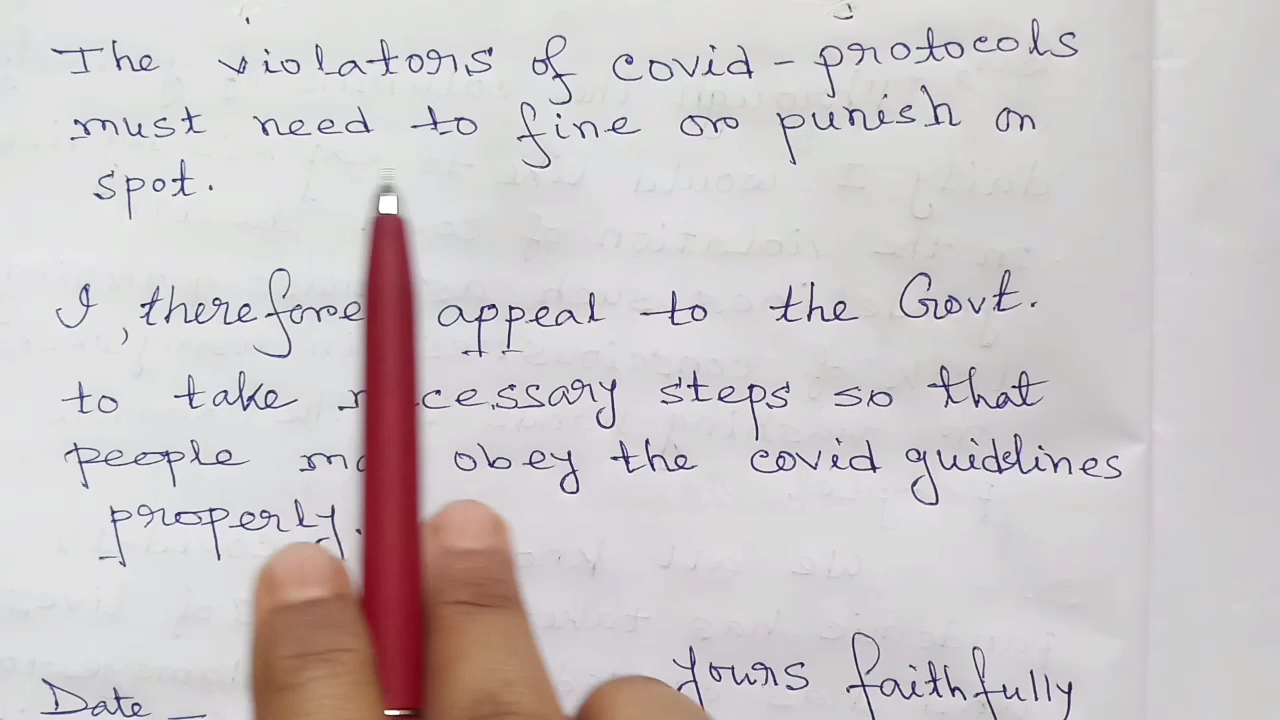 The violators of covid - protocols
must need to fine or punish on
spot.
I, therefore appeal to the Govt.
to take necessary steps so that
people obey the covid guidelines
properly.
Date _
yours faithfully